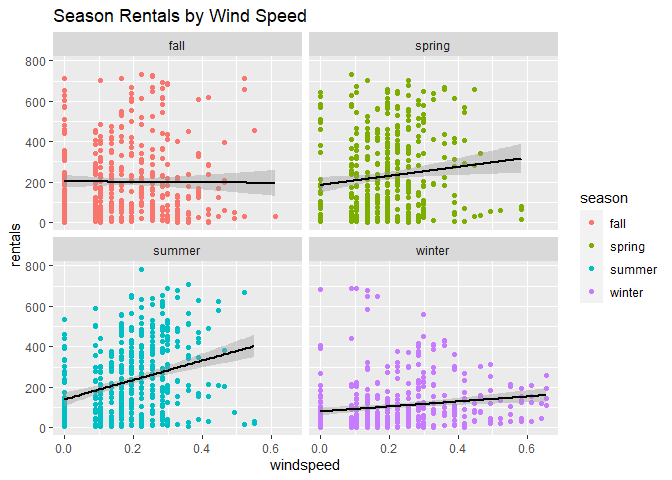 Season Rentals by Wind Speed
fall
spring
800
600
400
200
0
summer
winter
800
600
400
200
0
0.0
0.2
0.4
0.6
0.0
0.2
0.4
0.6
windspeed
rentals
season
fall
spring
summer
winter